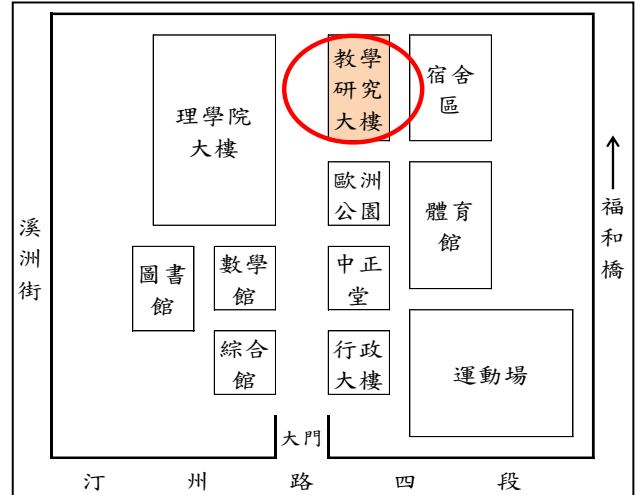 教學
研究
大樓
宿舍
區
理學院
大樓
歐洲
公園
體育
館
溪洲街
福和橋
圖書
館
數學
館
中正
堂
綜合
館
行政
大樓
運動場
大門
汀州路四段